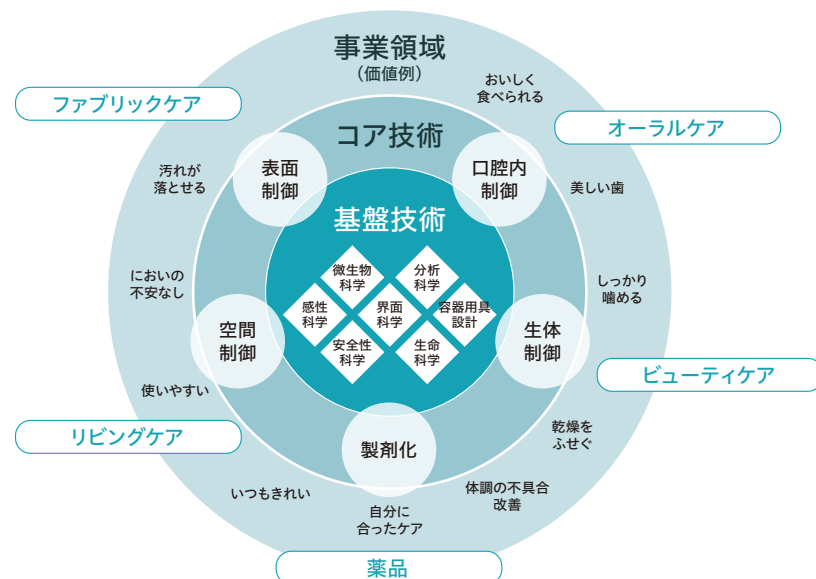 事業領域
(価値例)
おいしく
食べられる
ファブリックケア
オーラルケア
コア技術
汚れが
落とせる
表面
制御
口腔内
制御
美しい歯
基盤技術
微生物
科学
分析
科学
感性
科学
界面
科学
容器用具
設計
安全性
科学
生命
科学
においの
不安なし
しっかり
噛める
空間
制御
生体
制御
使いやすい
ビューティケア
リビングケア
製剤化
乾燥を
ふせぐ
いつもきれい
体調の不具合
改善
自分に
合ったケア
薬品